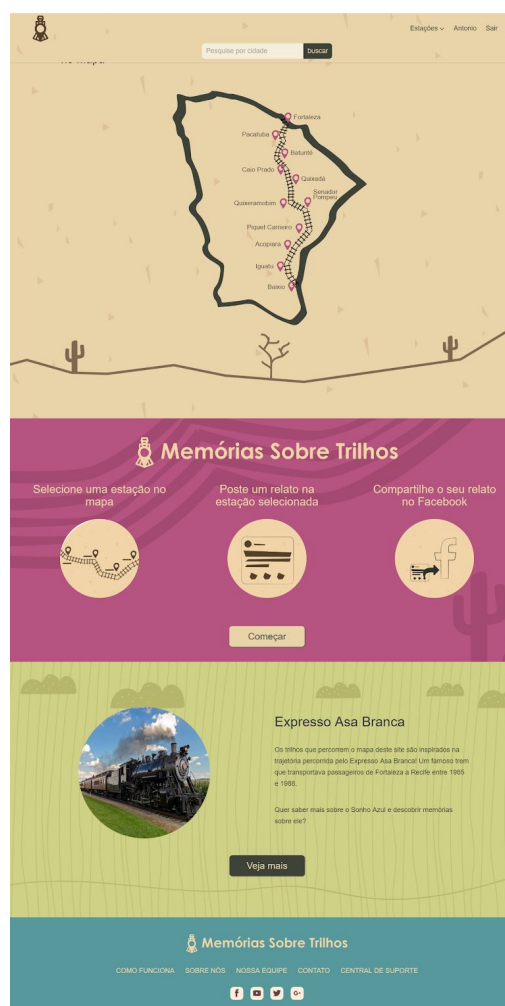 Estações Antonio Sair
Pesquise por cidade buscar
no mapa
Fortaleza
Pacatuba
Baturité
Caio Prado
Quixadá
Senador
Pompeu
Quixeramobim
Piquet Carneiro
Acopiara
Iguatu
Baixio
Memórias Sobre Trilhos
Selecione uma estação no
mapa
Poste um relato na
estação selecionada
Compartilhe o seu relato
no Facebook
Começar
Expresso Asa Branca
Os trilhos que percorrem o mapa deste site são inspirados na
trajetória percorrida pelo Expresso Asa Branca! Um famoso trem
que transportava passageiros de Fortaleza a Recife entre 1965
e 1988.
Quer saber mais sobre o Sonho Azul e descobrir memórias
sobre ele?
Veja mais
Memórias Sobre Trilhos
COMO FUNCIONA SOBRE NÓS NOSSA EQUIPE CONTATO CENTRAL DE SUPORTE